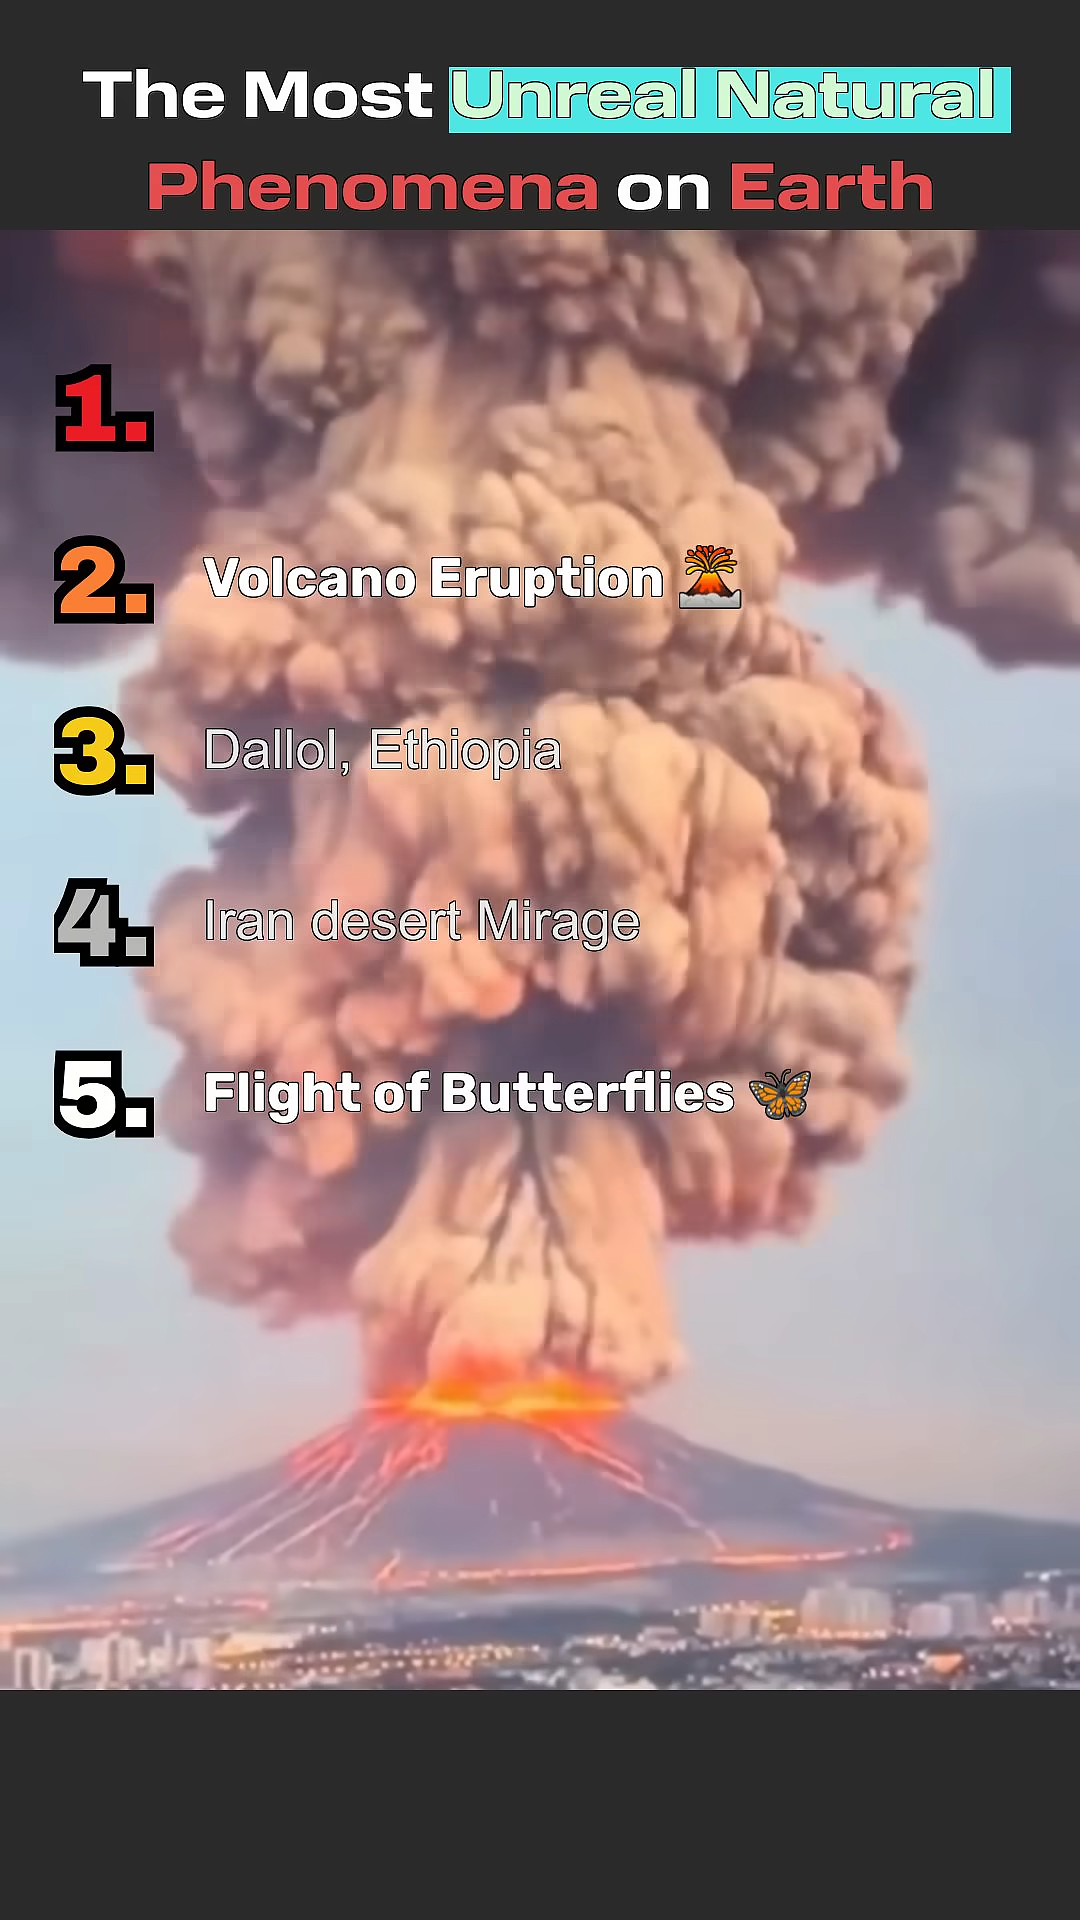 The Most Unreal Natural
Phenomena on Earth
1.
2. Volcano Eruption 🌋
3. Dallol, Ethiopia
4. Iran desert Mirage
5. Flight of Butterflies 🦋